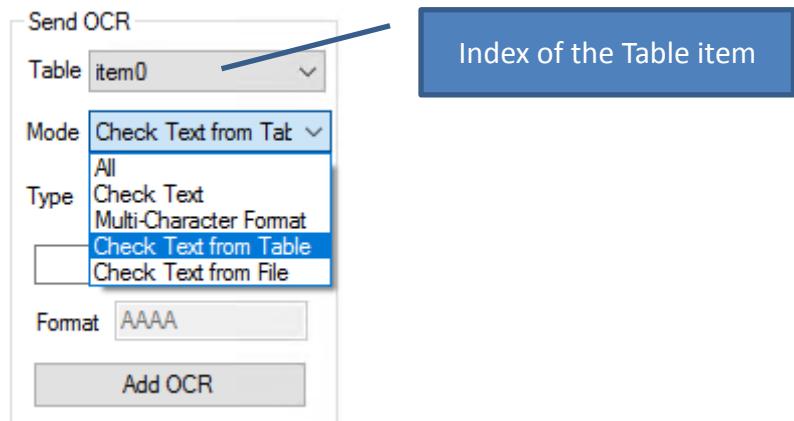 Send OCR
Table item0
Index of the Table item
Mode Check Text from Tab
All
Type Check Text
Multi-Character Format
Check Text from Table
Check Text from File
Format AAAA
Add OCR